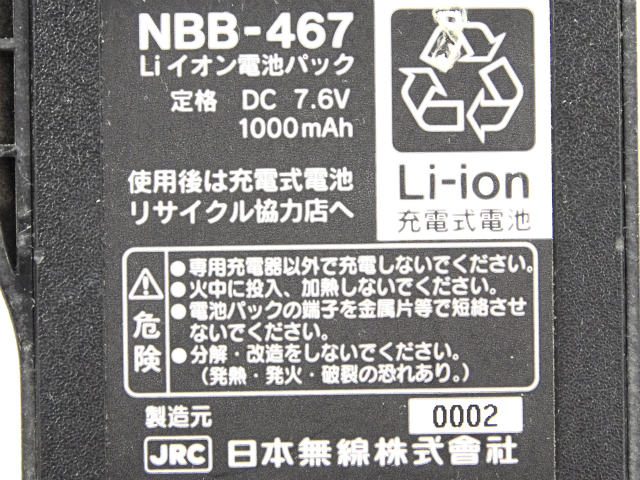 NBB-467
Li イオン電池パック
定格 DC 7.6V
1000mAh
使用後は充電式電池
リサイクル協力店へ
Li-ion
充電式電池
⚠危険
●専用充電器以外で充電しないでください。
●火中に投入、加熱しないでください。
●電池パックの端子を金属片等で短絡させ
ないでください。
●分解・改造をしないでください。
(発熱・発火・破裂の恐れあり。)
製造元
0002
JRC 日本無線株式會社